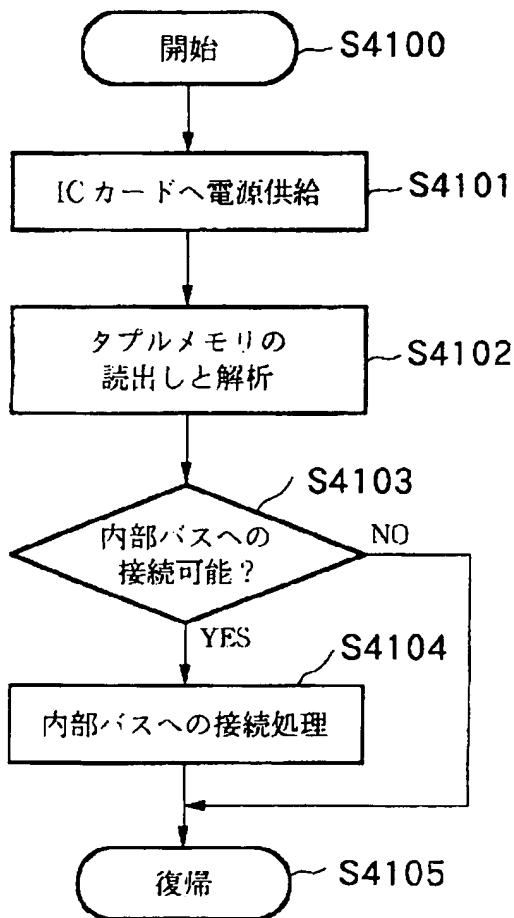 開始
S4100
ICカードへ電源供給
S4101
タプルメモリの
読出しと解析
S4102
S4103
内部バスへの
接続可能?
NO
YES
S4104
内部バスへの接続処理
復帰
S4105